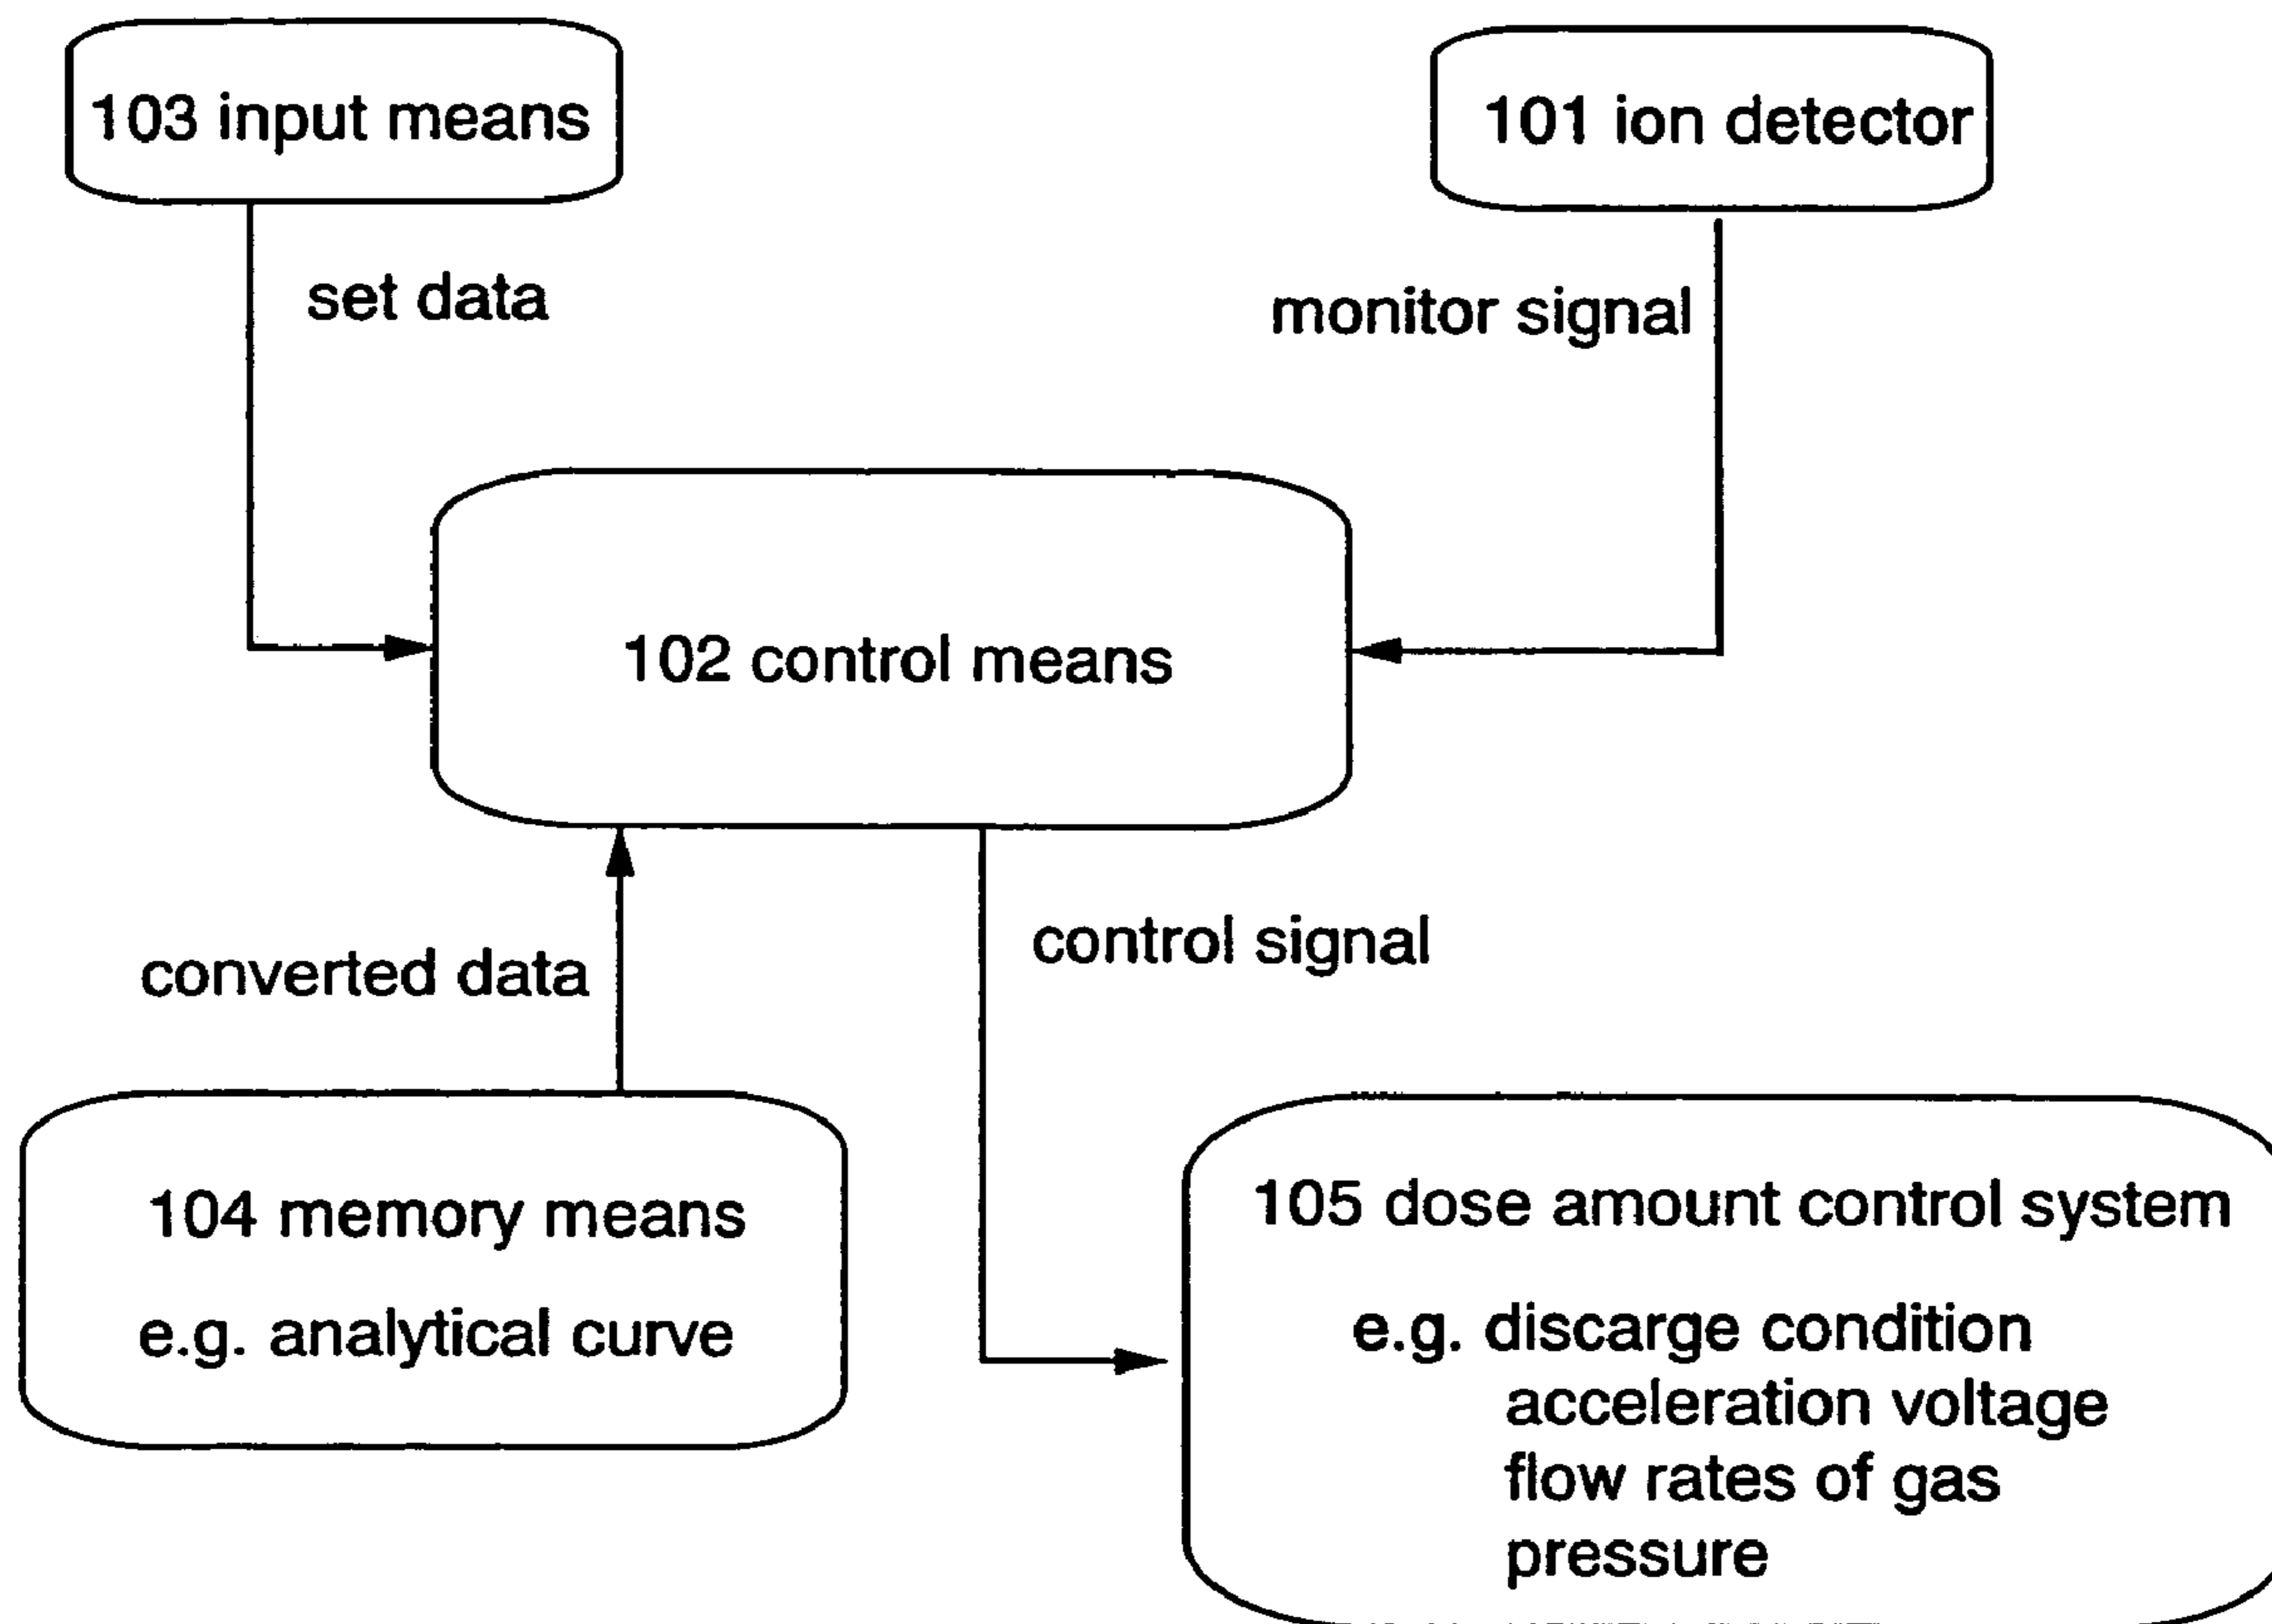 103 input means
101 ion detector
set data
monitor signal
102 control means
converted data
control signal
104 memory means
e.g. analytical curve
105 dose amount control system
e.g. discarge condition
acceleration voltage
flow rates of gas
pressure